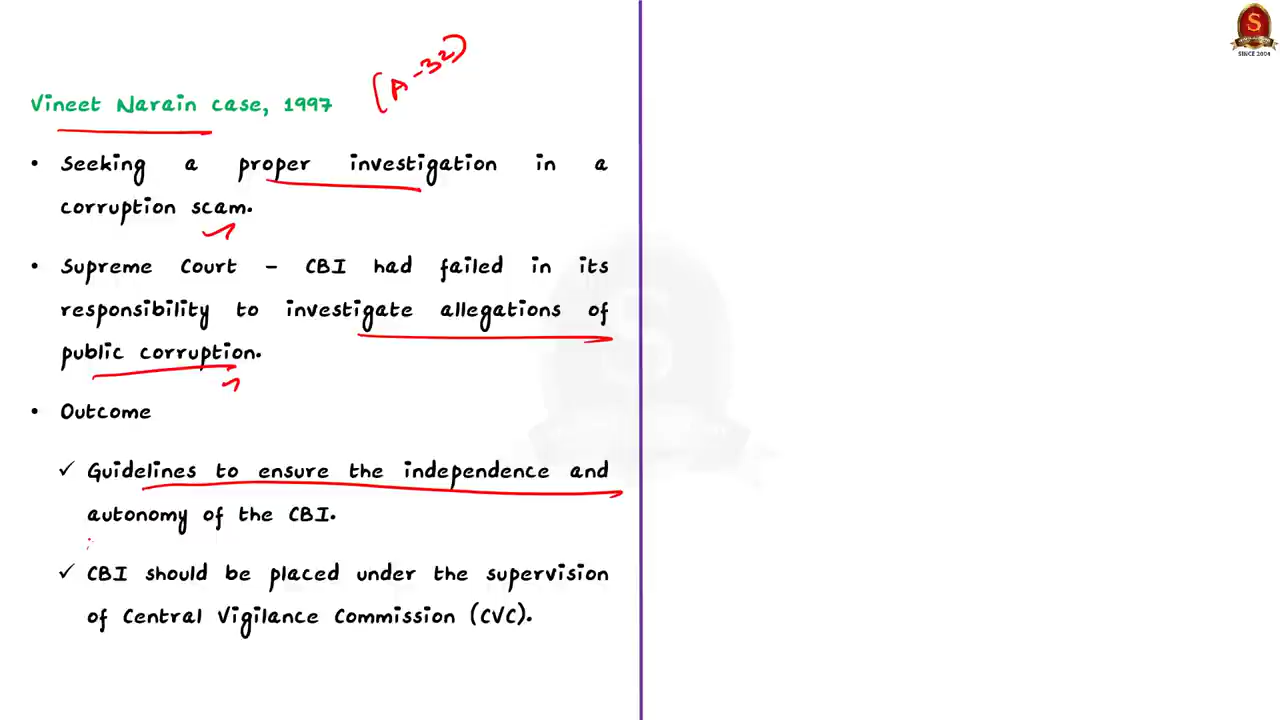 Vineet Narain case, 1997 (A-32)
• Seeking a proper investigation in a
corruption scam.
• Supreme Court - CBI had failed in its
responsibility to investigate allegations of
public corruption.
• Outcome
✓ Guidelines to ensure the independence and
autonomy of the CBI.
✓ CBI should be placed under the supervision
of Central Vigilance Commission (CVC).
S
SINCE 2004